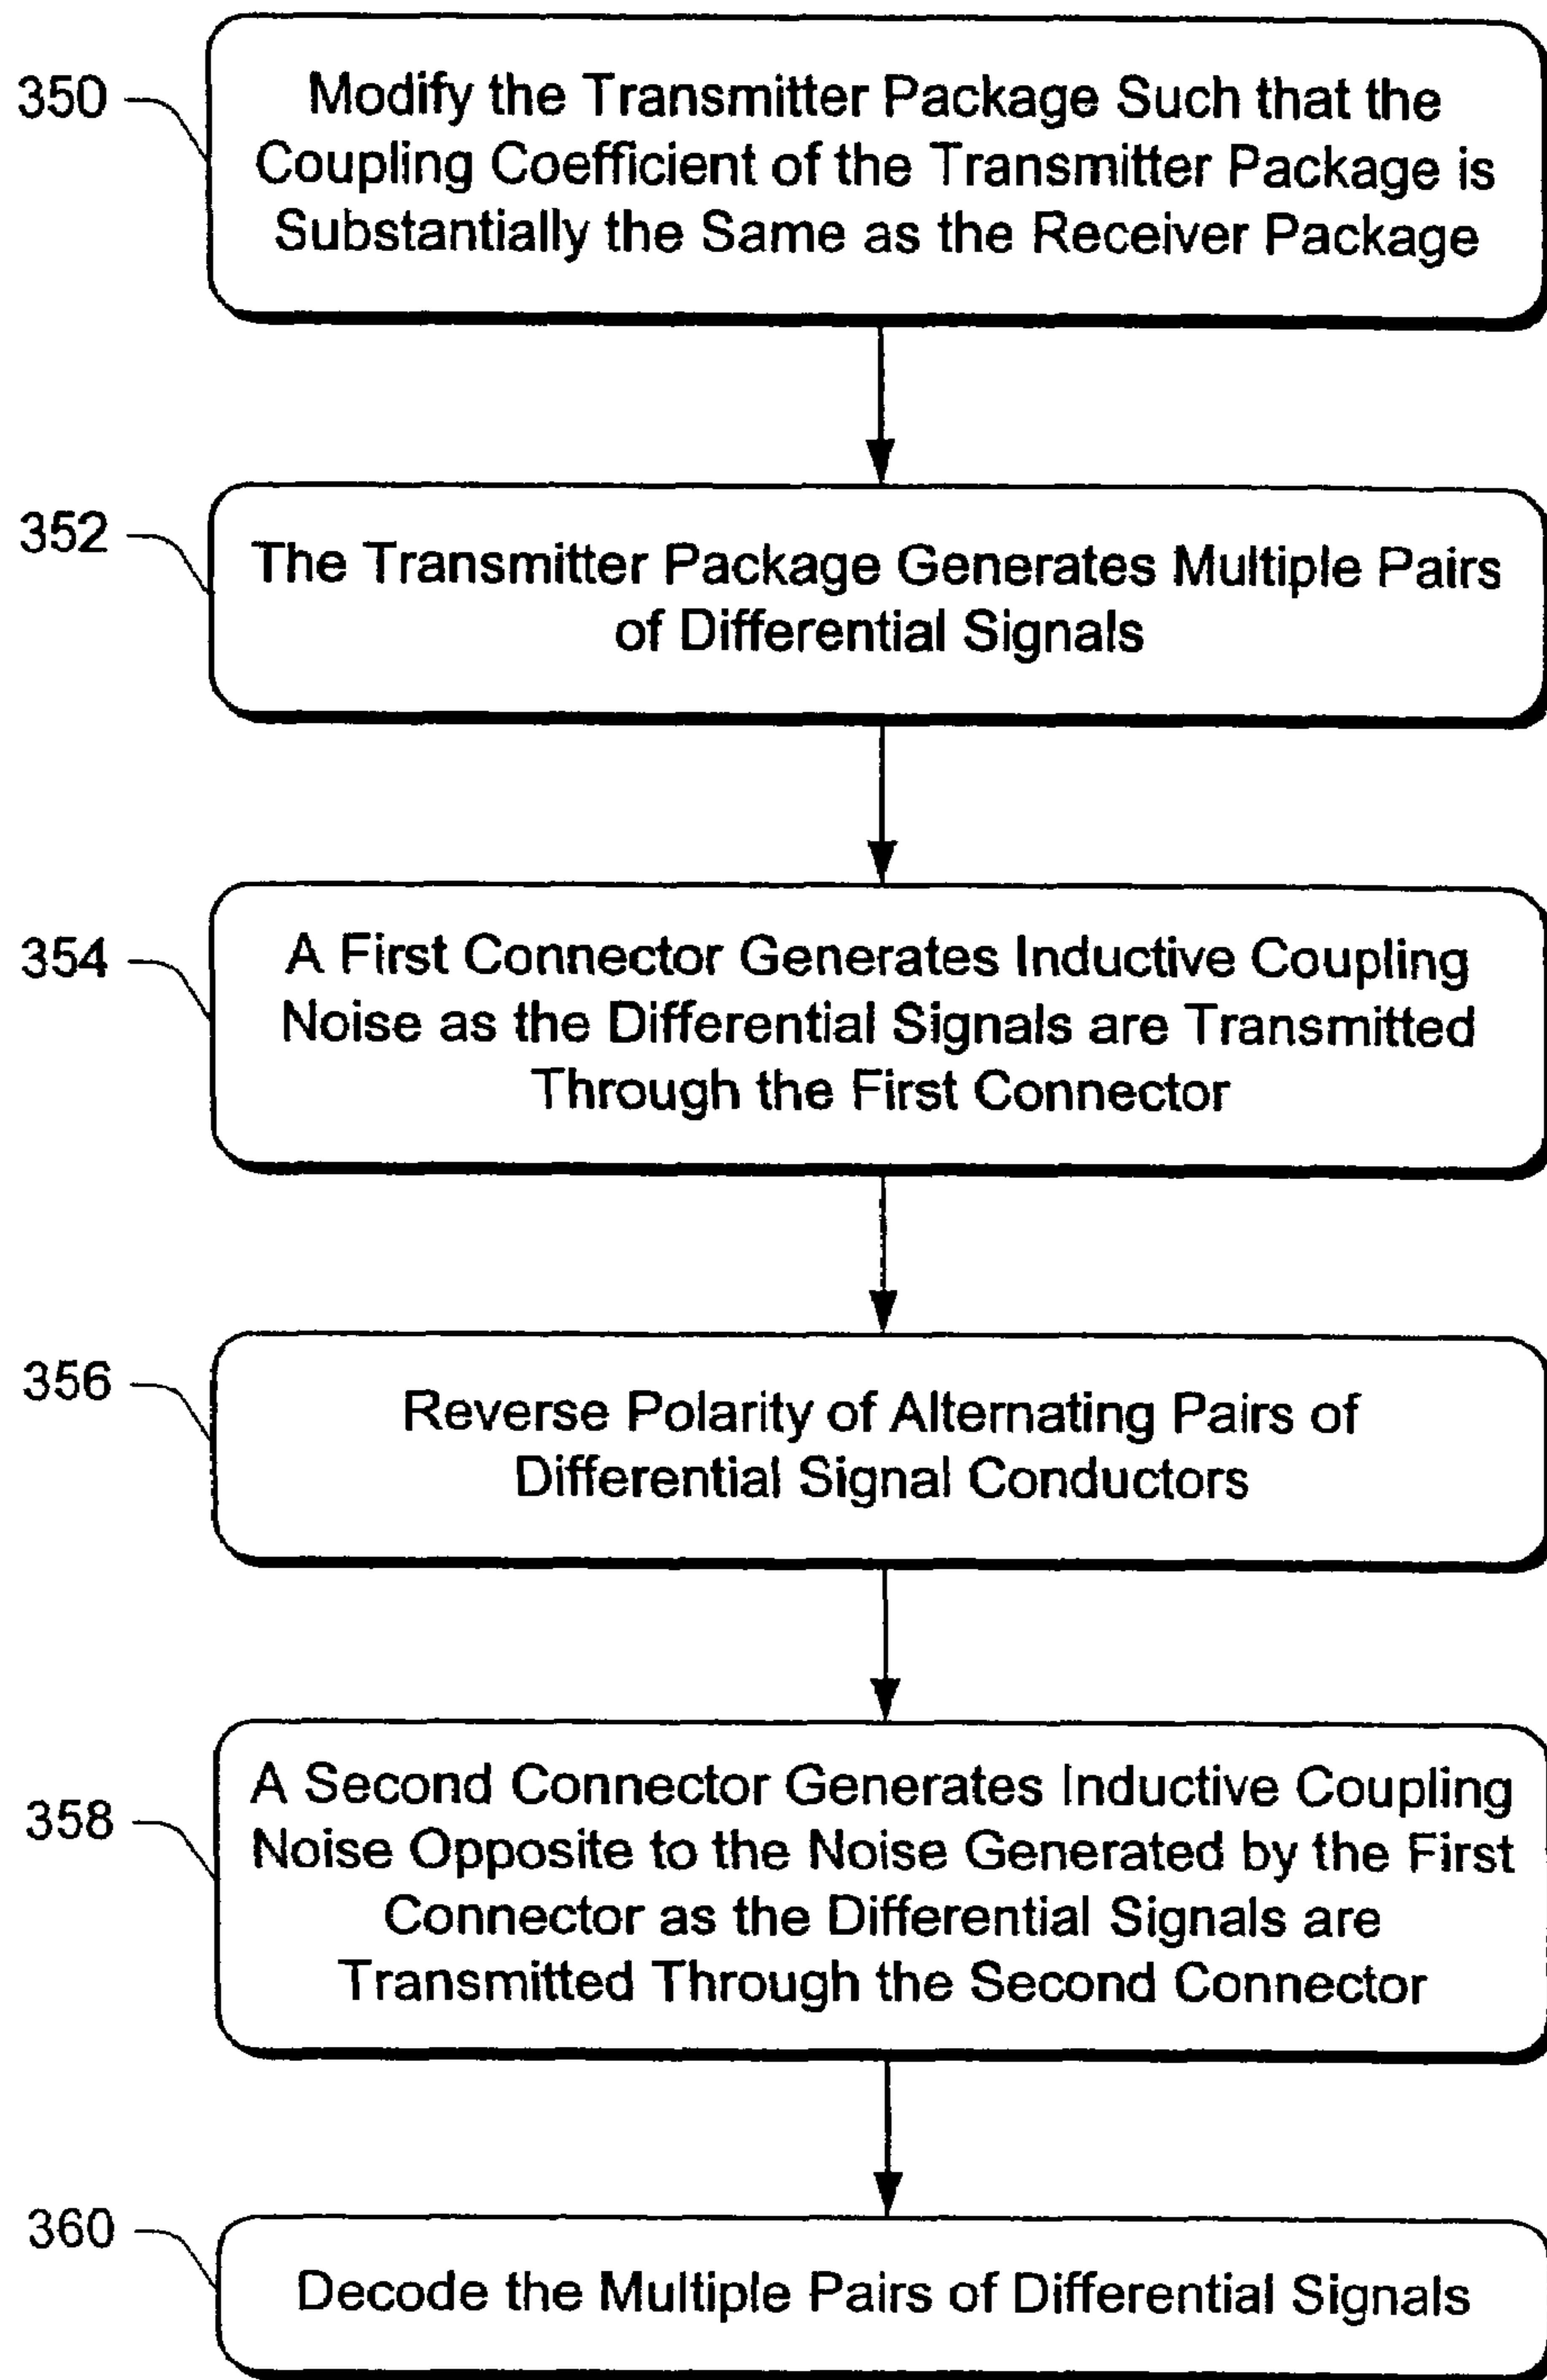 350
Modify the Transmitter Package Such that the
Coupling Coefficient of the Transmitter Package is
Substantially the Same as the Receiver Package
352
The Transmitter Package Generates Multiple Pairs
of Differential Signals
354
A First Connector Generates Inductive Coupling
Noise as the Differential Signals are Transmitted
Through the First Connector
356
Reverse Polarity of Alternating Pairs of
Differential Signal Conductors
358
A Second Connector Generates Inductive Coupling
Noise Opposite to the Noise Generated by the First
Connector as the Differential Signals are
Transmitted Through the Second Connector
360
Decode the Multiple Pairs of Differential Signals